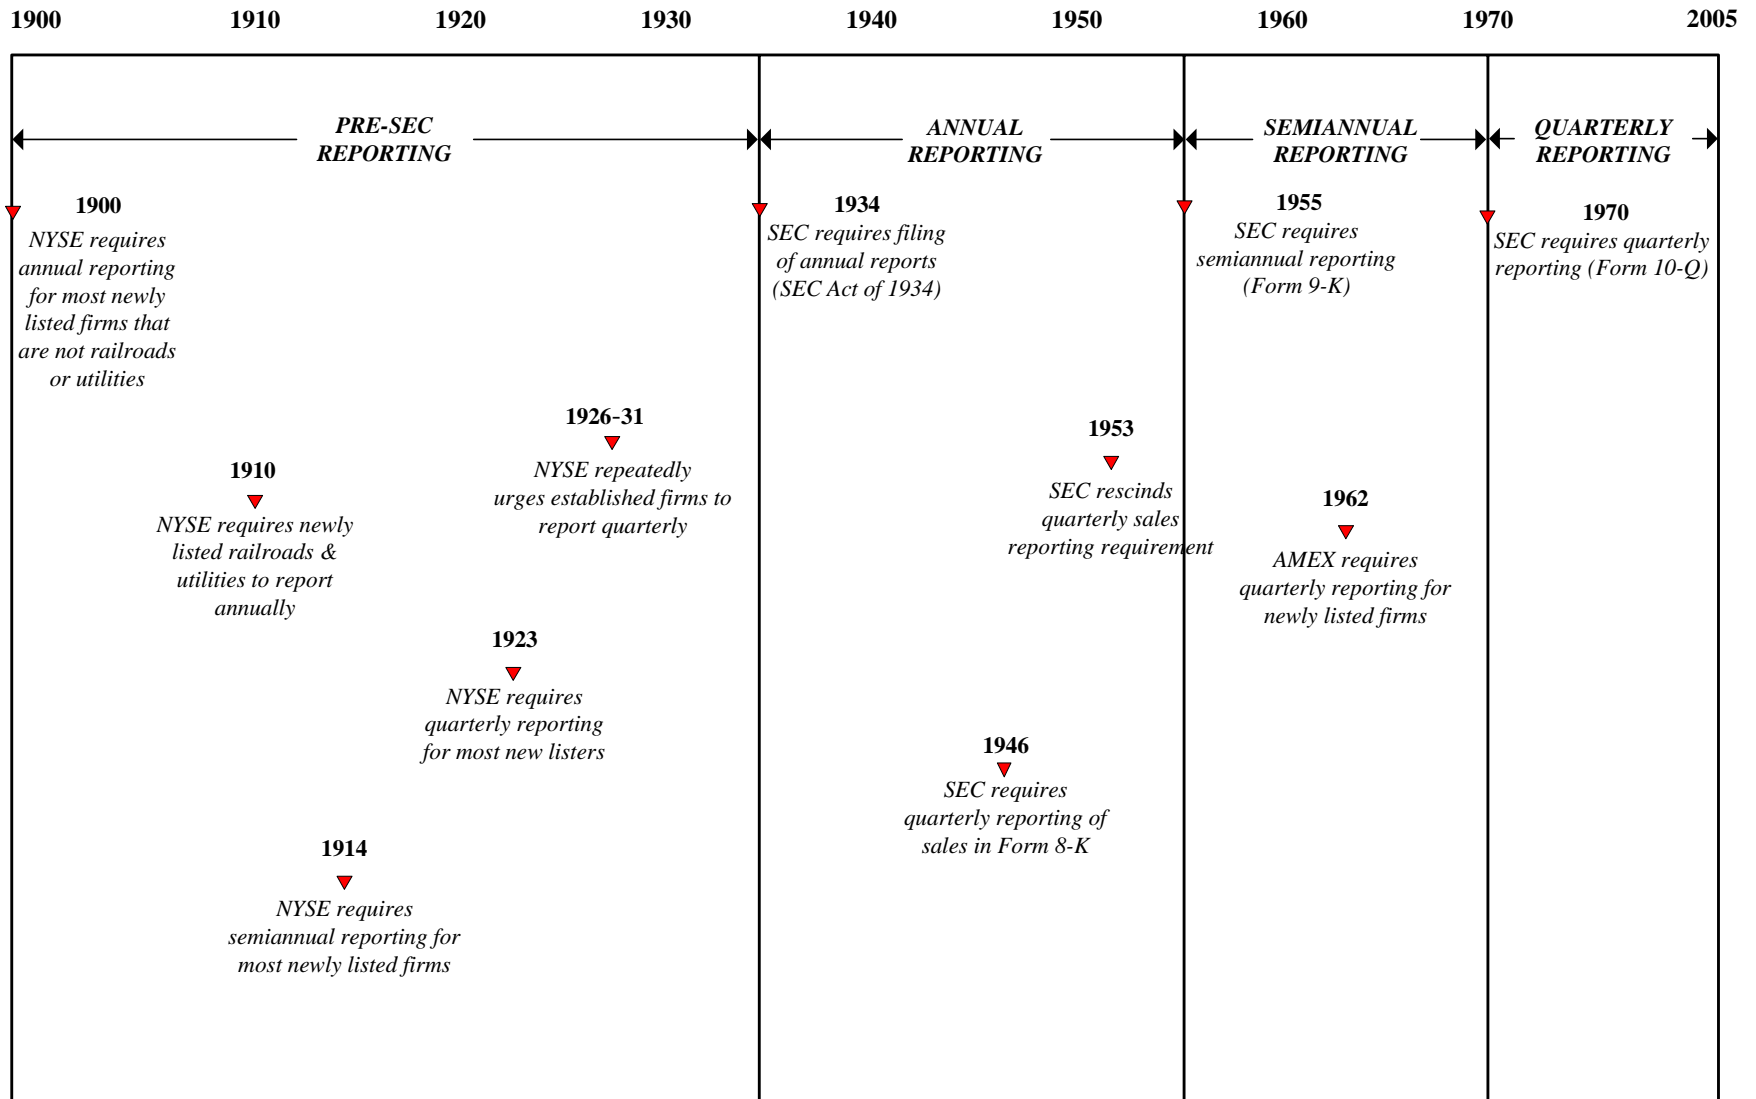 1900 1910 1920 1930 1940 1950 1960 1970 2005
PRE-SEC
REPORTING
ANNUAL
REPORTING
SEMIANNUAL
REPORTING
QUARTERLY
REPORTING
1900
NYSE requires
annual reporting
for most newly
listed firms that
are not railroads
or utilities
1934
SEC requires filing
of annual reports
(SEC Act of 1934)
1955
SEC requires
semiannual reporting
(Form 9-K)
1970
SEC requires quarterly
reporting (Form 10-Q)
1926-31
NYSE repeatedly
urges established firms to
report quarterly
1953
SEC rescinds
quarterly sales
reporting requirement
1910
NYSE requires newly
listed railroads &
utilities to report
annually
1962
AMEX requires
quarterly reporting for
newly listed firms
1923
NYSE requires
quarterly reporting
for most new listers
1946
SEC requires
quarterly reporting of
sales in Form 8-K
1914
NYSE requires
semiannual reporting for
most newly listed firms